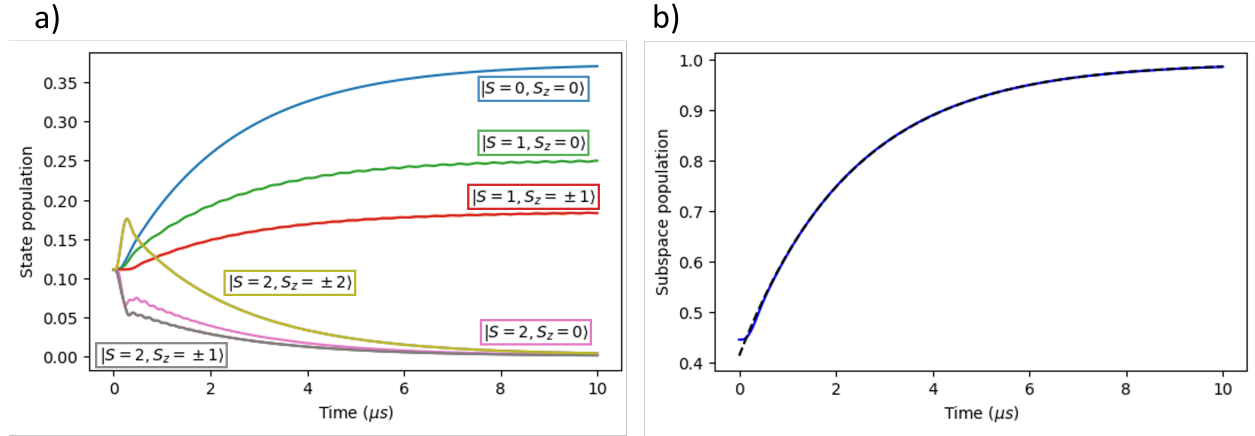 a)
0.35
0.30
0.25
0.20
0.15
0.10
0.05
0.00
State population
|S = 0, S_z = 0⟩
|S = 1, S_z = 0⟩
|S = 1, S_z = ±1⟩
|S = 2, S_z = ±2⟩
|S = 2, S_z = 0⟩
|S = 2, S_z = ±1⟩
0 2 4 6 8 10
Time (μs)
b)
1.0
0.9
0.8
0.7
0.6
0.5
0.4
Subspace population
0 2 4 6 8 10
Time (μs)